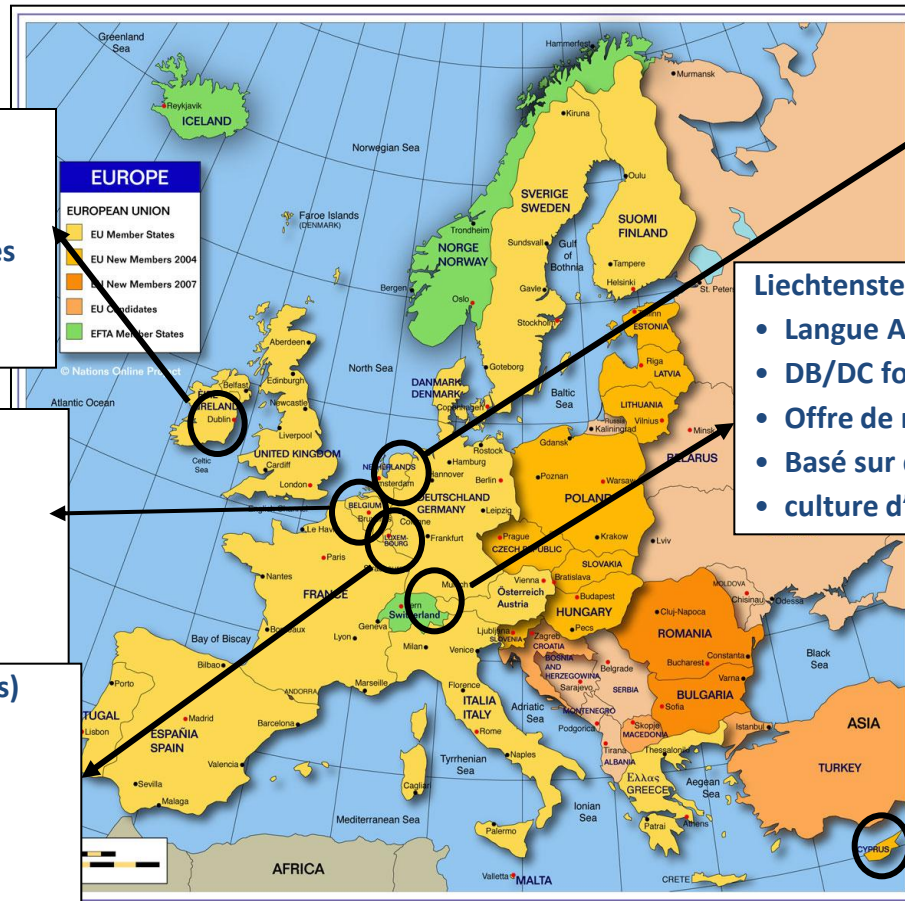 Greenland
Sea
Hammerfest
Murmansk
Reykjavik
ICELAND
Kiruna
Norwegian Sea
EUROPE
EUROPEAN UNION
EU Member States
EU New Members 2004
EU New Members 2007
EU Candidates
EFTA Member States
© Nations Online Project
es
s)
Faroe Islands
(DENMARK)
Oulu
SVERIGE
SWEDEN
SUOMI
FINLAND
Trondheim
NORGE
NORWAY
Sundsvall
Gulf
of
Bothnia
Tampere
Helsinki
Bergen
Oslo
Gavle
Stockholm
St. Peters
ESTONIA
Riga
LATVIA
LITHUANIA
Vilnius
Russia
Kaliningrad
Minsk
Liechtenste
• Langue A
• DB/DC fo
• Offre de r
• Basé sur
• culture d'
Aberdeen
Edinburgh
North Sea
Goteborg
Baltic
Sea
DANMARK
DENMARK
Atlantic Ocean
Belfast
Newcastle
IRELAND
Dublin
Liverpool
Celtic
Sea
UNITED KINGDOM
Cardiff
London
NETHERLANDS
Amsterdam
Rostock
Hamburg
Hannover
Berlin
Gdansk
Poznan
Warsaw
POLAND
BELGIUM
DEUTSCHLAND
GERMANY
Leipzig
Frankfurt
LUXEM-
BOURG
Le Hav
Paris
Prague
CZECH REPUBLIC
Krakow
Lviv
SLOVAKIA
Nantes
FRANCE
Munich
Vienna
Bratislava
Österreich
Austria
Budapest
HUNGARY
Pecs
MOLDOVA
Chisinau
Odessa
Switzerland
Geneva
Lyon
Milan
Venice
Ljubljana
SLOVENIA
Zagreb
CROATIA
Cluj-Napoca
ROMANIA
Bucharest
Constanta
Black
Sea
Bay of Biscay
Bordeaux
Bilbao
Marseille
ANDORRA
Florence
ITALIA
ITALY
Rome
Adriatic
Sea
BOSNIA
AND
HERZEGOWINA
Sarajevo
Belgrade
SERBIA
MONTENEGRO
Podgorica
Varna
BULGARIA
Sofia
Skopje
MACEDONIA
Tirana
ALBANIA
Istanbul
ASIA
TURKEY
Porto
TUGAL
Lisbon
Madrid
ESPAÑA
SPAIN
Barcelona
Valencia
Sevilla
Malaga
Naples
Tyrrhenian
Sea
Cagliari
Thessaloniki
Ελλας
GREECE
Aegean
Sea
Ionian
Sea
Patrai
Athens
Mediterranean Sea
Palermo
AFRICA
Valletta
MALTA
CRETE
CYPRUS